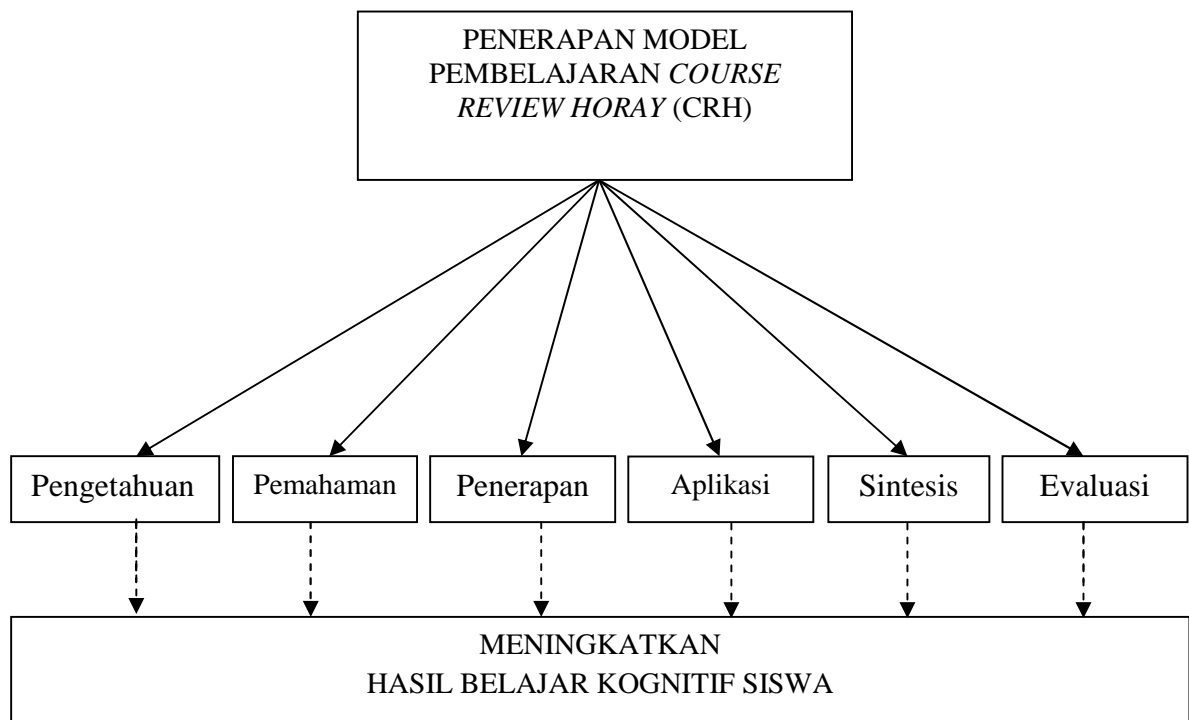 PENERAPAN MODEL
PEMBELAJARAN COURSE
REVIEW HORAY (CRH)
Pengetahuan
Pemahaman
Penerapan
Aplikasi
Sintesis
Evaluasi
MENINGKATKAN
HASIL BELAJAR KOGNITIF SISWA